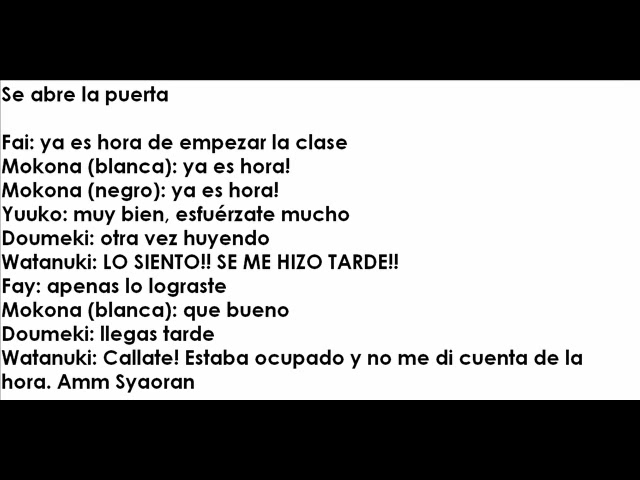 Se abre la puerta
Fai: ya es hora de empezar la clase
Mokona (blanca): ya es hora!
Mokona (negro): ya es hora!
Yuuko: muy bien, esfuérzate mucho
Doumeki: otra vez huyendo
Watanuki: LO SIENTO!! SE ME HIZO TARDE!!
Fay: apenas lo lograste
Mokona (blanca): que bueno
Doumeki: llegas tarde
Watanuki: Callate! Estaba ocupado y no me di cuenta de la
hora. Amm Syaoran